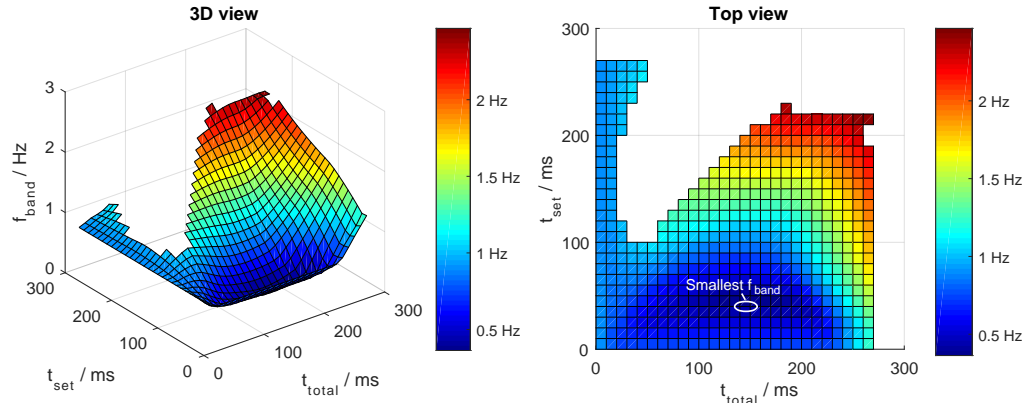 3D view
3
2
1
0
f_band / Hz
300
200
100
0
t_set / ms
0
100
200
300
t_total / ms
2 Hz
1.5 Hz
1 Hz
0.5 Hz
Top view
300
200
100
0
t_set / ms
Smallest f_band
0
100
200
300
t_total / ms
2 Hz
1.5 Hz
1 Hz
0.5 Hz